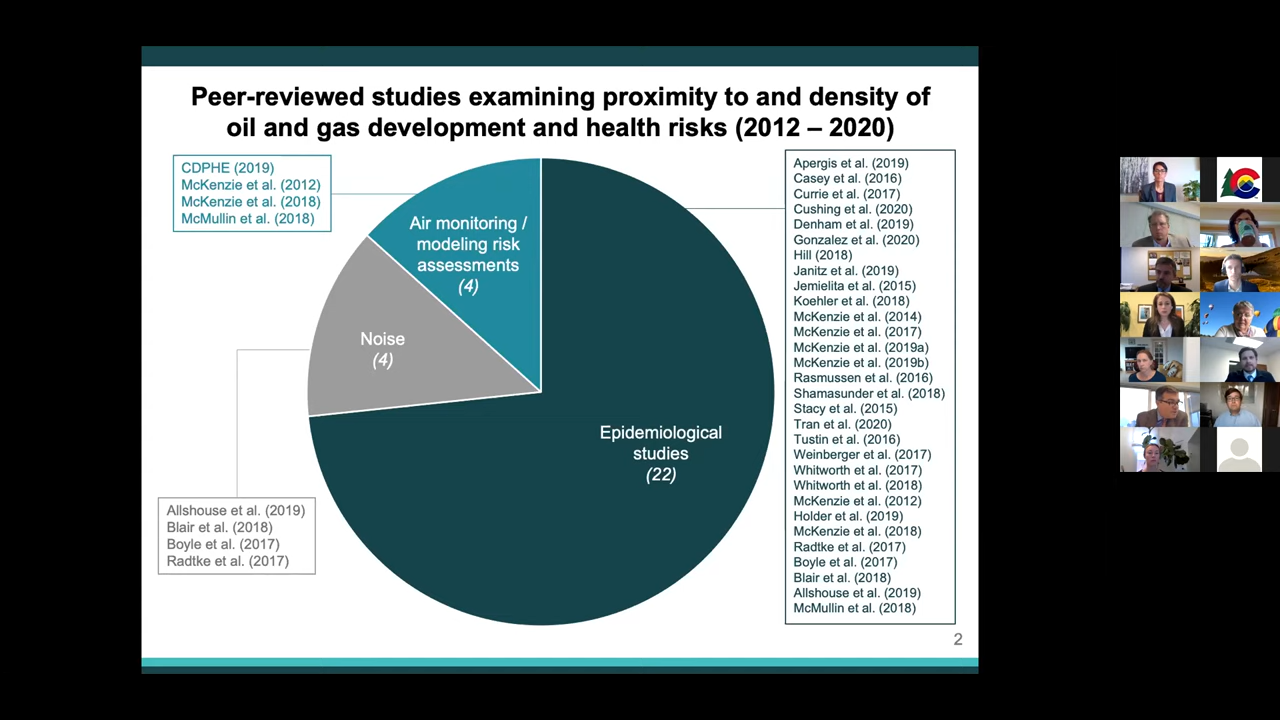 Peer-reviewed studies examining proximity to and density of
oil and gas development and health risks (2012 – 2020)
CDPHE (2019)
McKenzie et al. (2012)
McKenzie et al. (2018)
McMullin et al. (2018)
Air monitoring /
modeling risk
assessments
(4)
Noise
(4)
Epidemiological
studies
(22)
Allshouse et al. (2019)
Blair et al. (2018)
Boyle et al. (2017)
Radtke et al. (2017)
Apergis et al. (2019)
Casey et al. (2016)
Currie et al. (2017)
Cushing et al. (2020)
Denham et al. (2019)
Gonzalez et al. (2020)
Hill (2018)
Janitz et al. (2019)
Jemielita et al. (2015)
Koehler et al. (2018)
McKenzie et al. (2014)
McKenzie et al. (2017)
McKenzie et al. (2019a)
McKenzie et al. (2019b)
Rasmussen et al. (2016)
Shamasunder et al. (2018)
Stacy et al. (2015)
Tran et al. (2020)
Tustin et al. (2016)
Weinberger et al. (2017)
Whitworth et al. (2017)
Whitworth et al. (2018)
McKenzie et al. (2012)
Holder et al. (2019)
McKenzie et al. (2018)
Radtke et al. (2017)
Boyle et al. (2017)
Blair et al. (2018)
Allshouse et al. (2019)
McMullin et al. (2018)
2